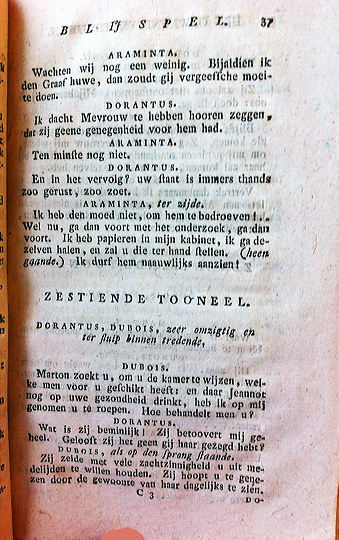 BLIJSPEL. 37
ARAMINTA.
Wachten wij nog een weinig. Bijaldien ik
den Graaf huwe, dan zoudt gij vergeeffche moei-
te doen.
DORANTUS.
Ik dacht Mevrouw te hebben hooren zeggen,
dat zij geene genegenheid voor hem had.
ARAMINTA.
Ten minſte nog niet.
DORANTUS.
En in het vervolg? uw ſtaat is immers thands
zoo gerust, zoo zoet.
ARAMINTA, ter zijde.
Ik heb den moed niet, om hem te bedroeven!..
Wel nu, ga dan voort met het onderzoek, ga dan
voort. Ik heb papieren in mijn kabinet, ik ga de-
zelven halen, en zal u die ter hand ſtellen. (heen
gaande.) Ik durf hem naauwlijks aanzien!
ZESTIENDE TOONEEL.
DORANTUS, DUBOIS, zeer omzigtig en
ter ſluip binnen tredende,
DUBOIS.
Marton zoekt u, om u de kamer te wijzen, wel-
ke men voor u geſchikt heeft: en daar Jeannot
nog op uwe gezondheid drinkt, heb ik op mij
genomen u te roepen. Hoe behandelt men u?
DORANTUS.
Wat is zij beminlijk! Zij betoovert mij ge-
heel. Gelooft zij het geen gij haar gezegd hebt?
DUBOIS, als op den ſprong ſtaande.
Zij zeide met vele zachtzinnigheid u uit me-
delijden te willen houden. Zij hoopt u te gene-
zen door de gewoonte van haar dagelijks te zien.
C 3 DO-